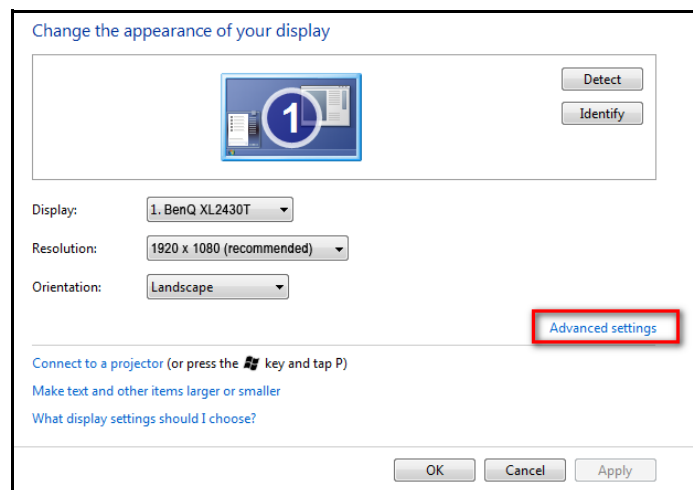 Change the appearance of your display
Detect
1
Identify
Display: 1. BenQ XL2430T
Resolution: 1920 x 1080 (recommended)
Orientation: Landscape
Advanced settings
Connect to a projector (or press the key and tap P)
Make text and other items larger or smaller
What display settings should I choose?
OK Cancel Apply